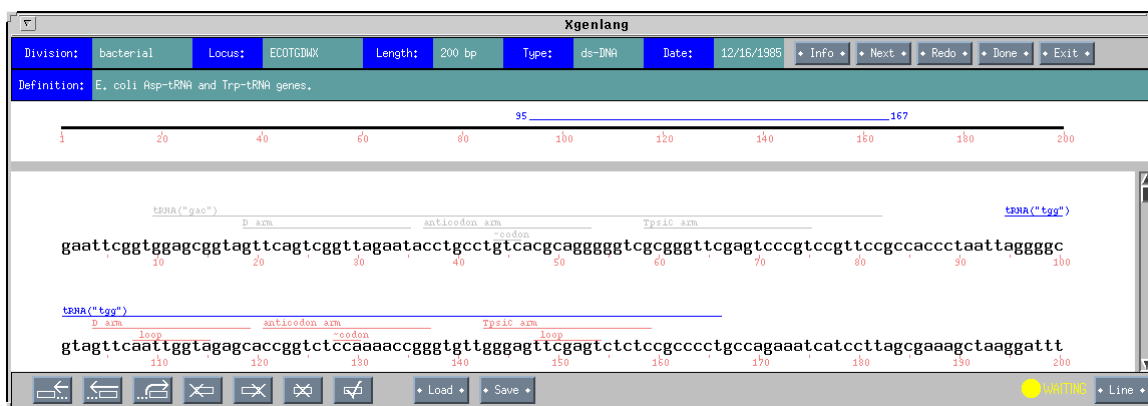 Xgenlang
Division: bacterial Locus: ECOTGDWX Length: 200 bp Type: ds-DNA Date: 12/16/1985 Info Next Redo Done Exit
Definition: E. coli Asp-tRNA and Trp-tRNA genes.
95 167
1 20 40 60 80 100 120 140 160 180 200
tRNA("gac") tRNA("tgg")
D arm anticodon arm TpsiC arm
~codon
gaattcggtggagcggtagttcagtcggttagaatacctgcctgtcacgcagggggtcgcgggttcgagtcccgtccgttccgccaccctaattaggggc
10 20 30 40 50 60 70 80 90 100
tRNA("tgg")
D arm anticodon arm TpsiC arm
loop ~codon loop
gtagttcaattggtagagcaccggtctccaaaaccgggtgttgggagttcgagtctctccgcccctgccagaaatcatccttagcgaaagctaaggattt
110 120 130 140 150 160 170 180 190 200
Load Save WAITING Line